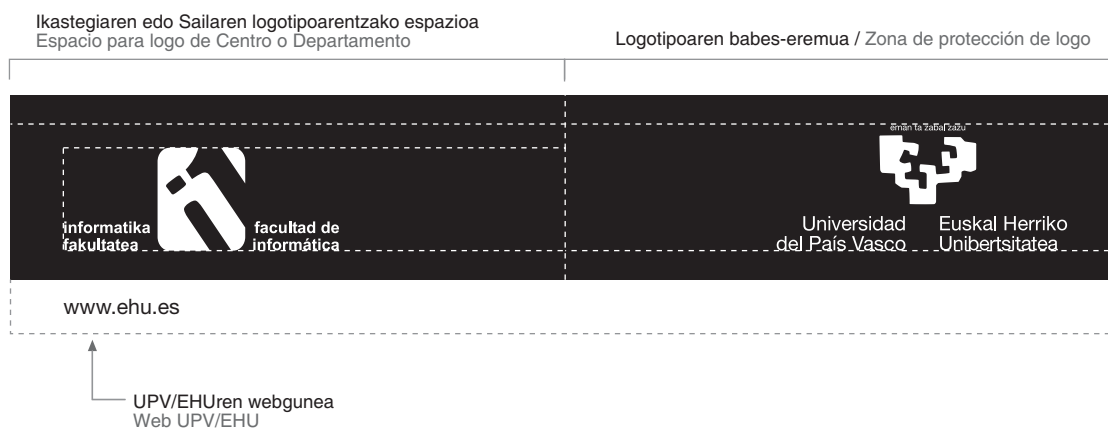 Ikastegiaren edo Sailaren logotipoarentzako espazioa
Espacio para logo de Centro o Departamento
Logotipoaren babes-eremua / Zona de protección de logo
eman ta zabal zazu
informatika
fakultatea
facultad de
informática
Universidad
del País Vasco
Euskal Herriko
Unibertsitatea
www.ehu.es
UPV/EHUren webgunea
Web UPV/EHU